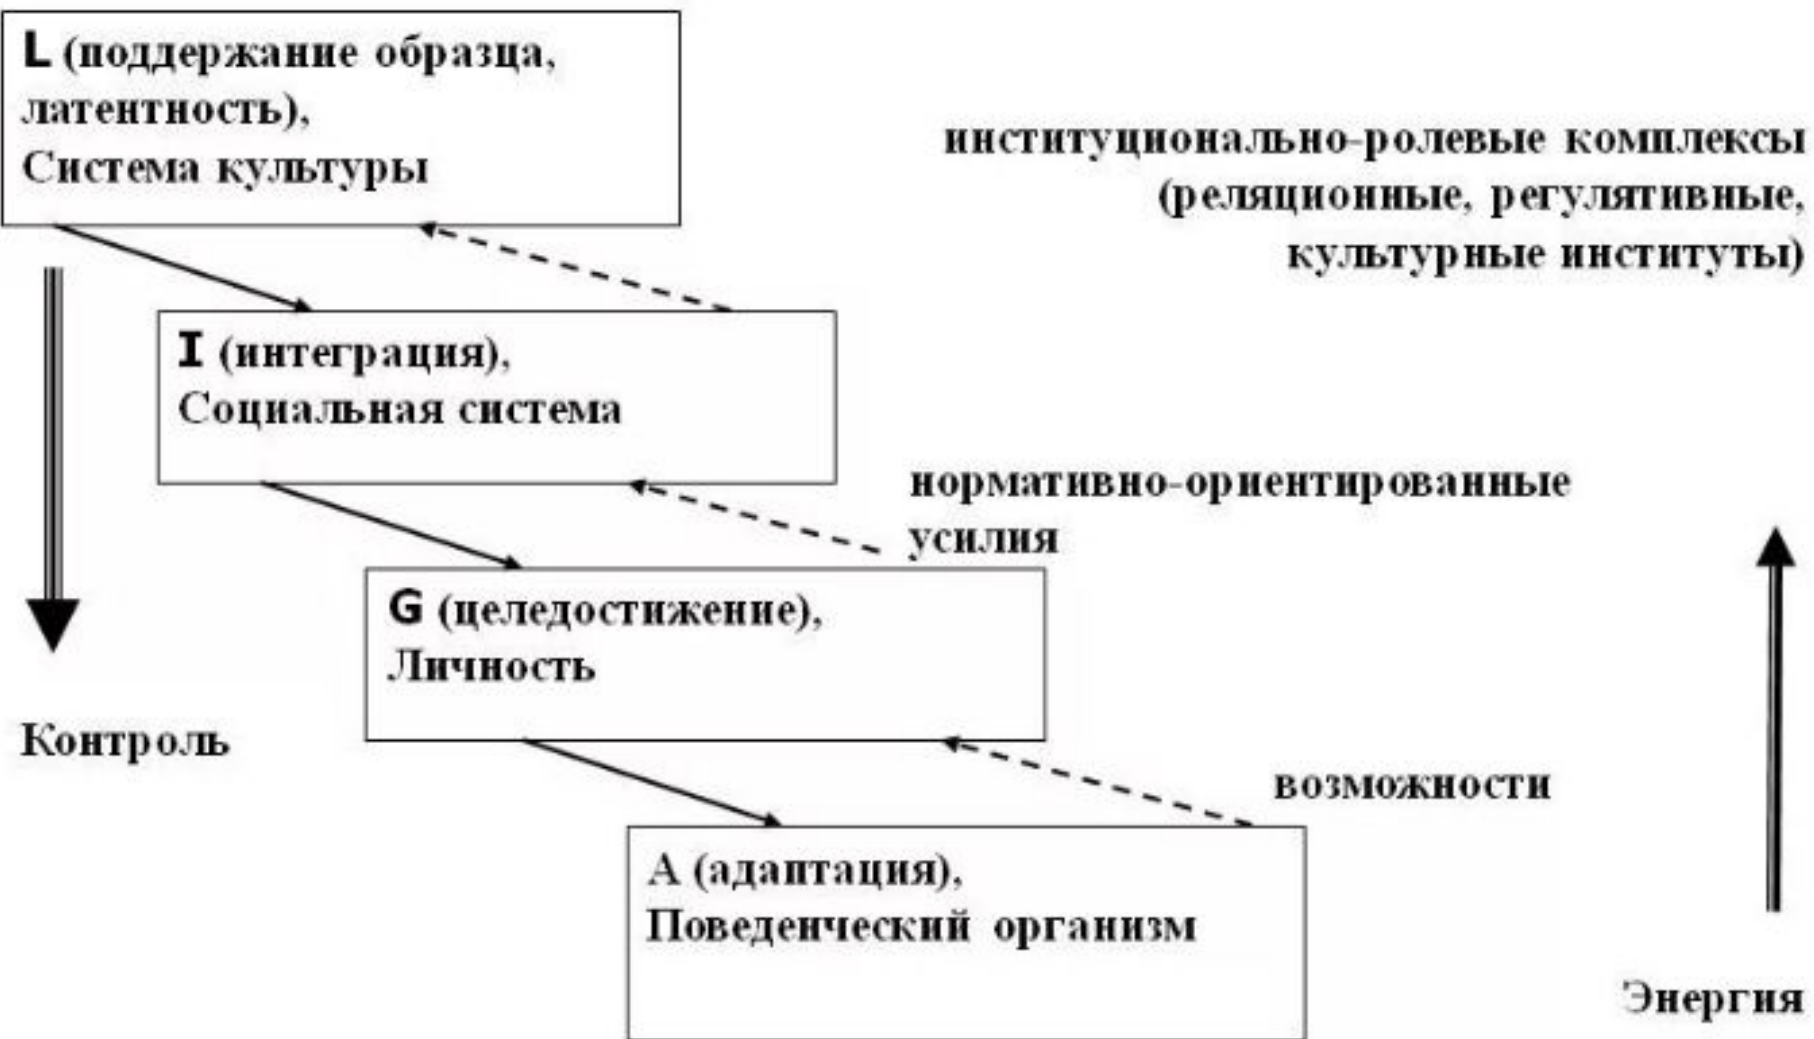 L (поддержание образца,
латентность),
Система культуры
институционально-ролевые комплексы
(реляционные, регулятивные,
культурные институты)
I (интеграция),
Социальная система
нормативно-ориентированные
усилия
G (целедостижение),
Личность
Контроль
возможности
А (адаптация),
Поведенческий организм
Энергия